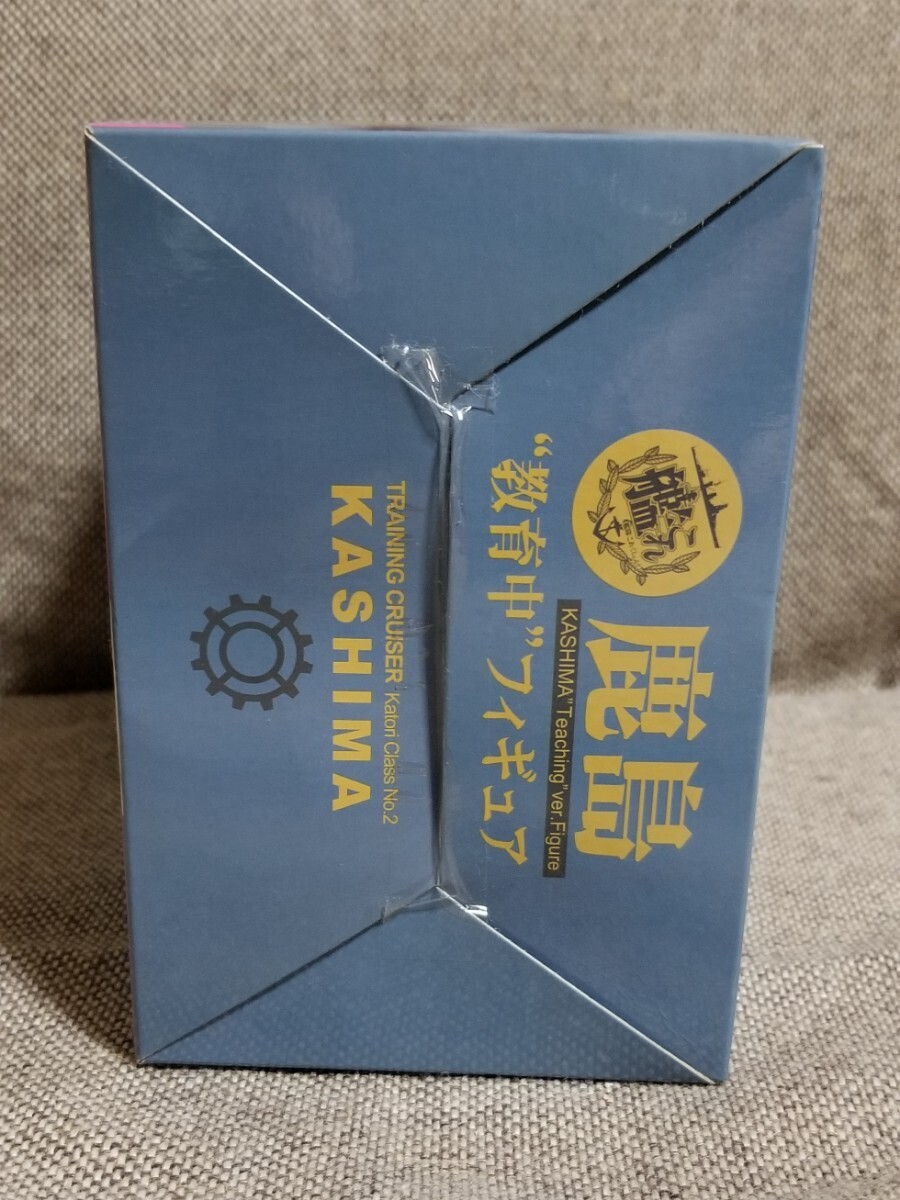 艦これ
鹿島
KASHIMA"Teaching"ver.Figure
“教育中”フィギュア
TRAINING CRUISER Katori Class No.2
KASHIMA